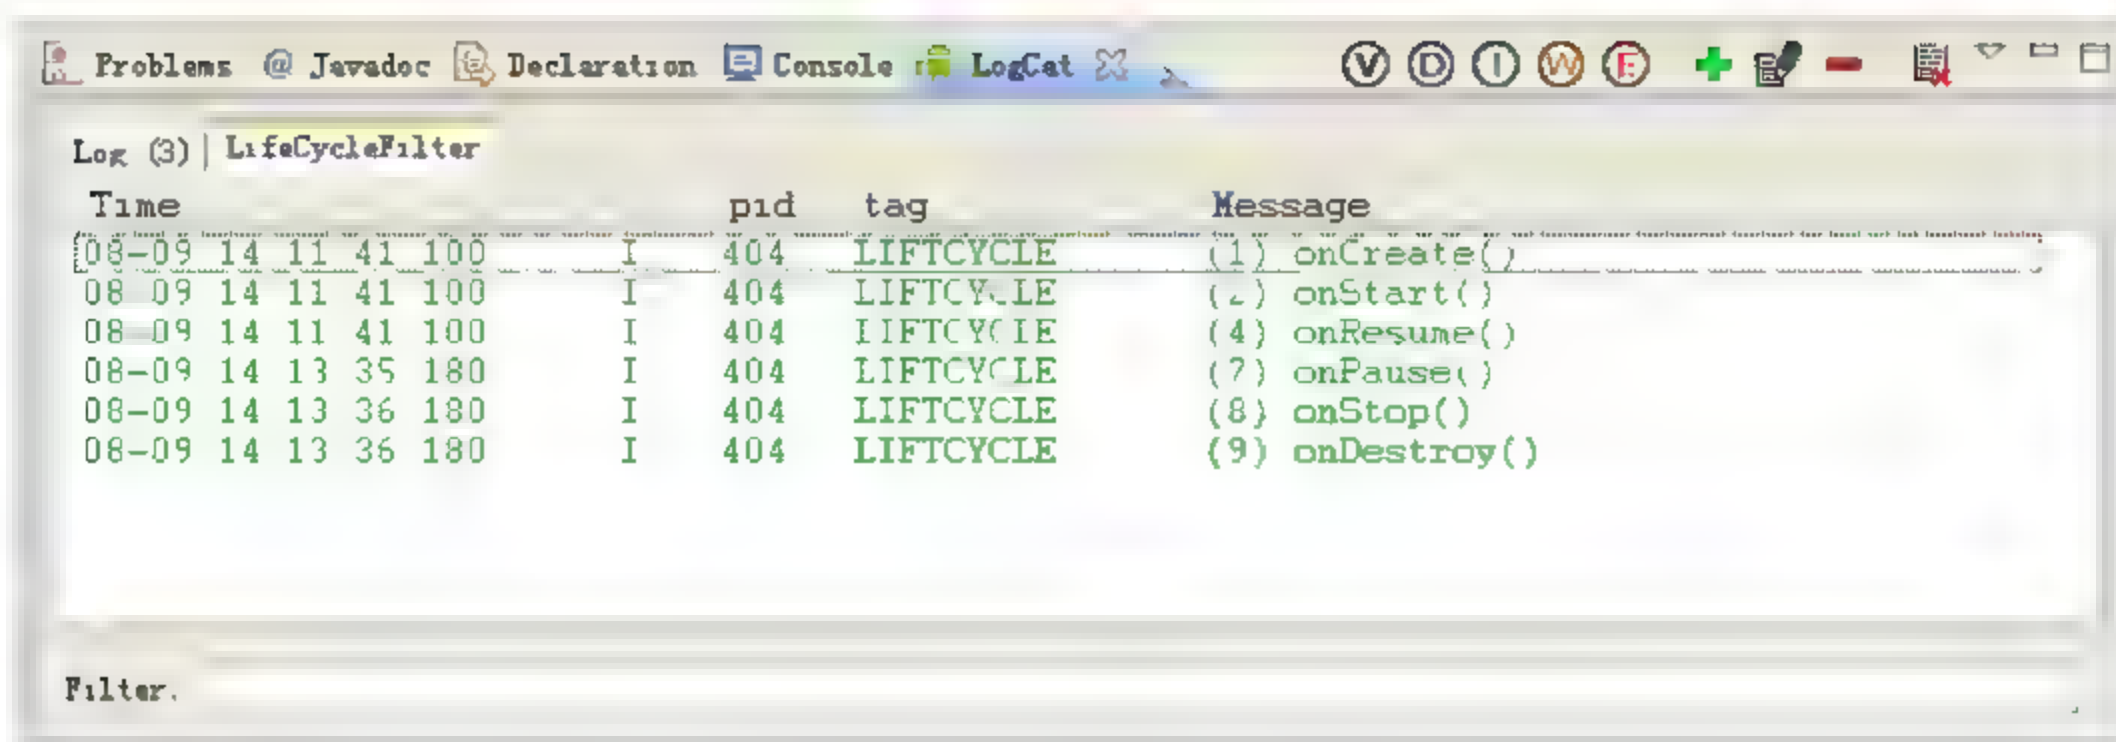 Problems @ Javadoc Declaration Console LogCat V D I W E
Log (3) LifeCycleFilter
Time pid tag Message
08-09 14 11 41 100 I 404 LIFTCYCLE (1) onCreate()
08-09 14 11 41 100 I 404 LIFTCYCLE (2) onStart()
08-09 14 11 41 100 I 404 LIFTCYCLE (4) onResume()
08-09 14 13 35 180 I 404 LIFTCYCLE (7) onPause()
08-09 14 13 36 180 I 404 LIFTCYCLE (8) onStop()
08-09 14 13 36 180 I 404 LIFTCYCLE (9) onDestroy()
Filter.